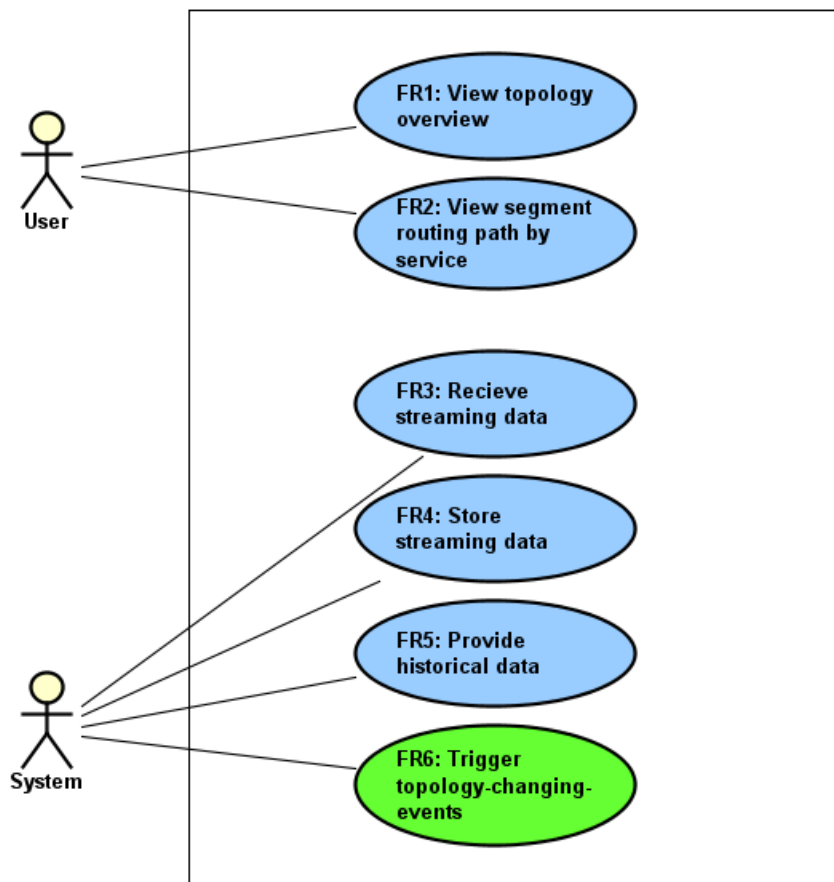 FR1: View topology
overview
User
FR2: View segment
routing path by
service
FR3: Recieve
streaming data
FR4: Store
streaming data
FR5: Provide
historical data
System
FR6: Trigger
topology-changing-
events